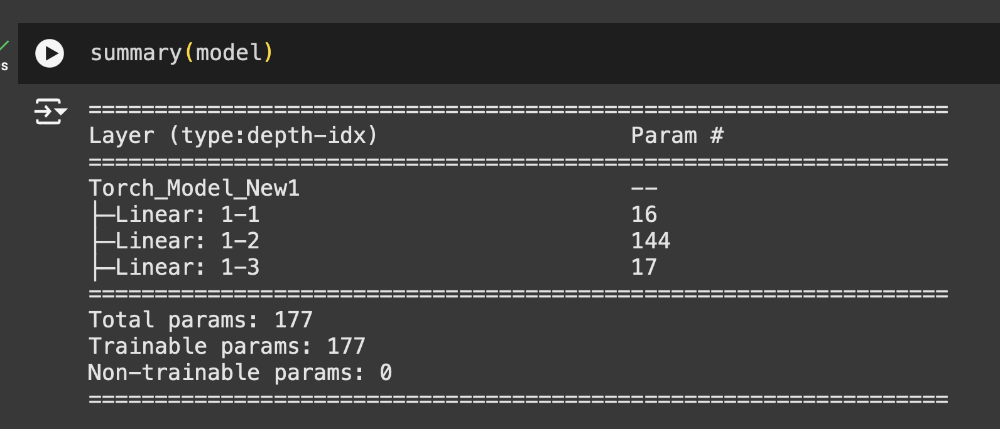 summary(model)
s
=================================================================
Layer (type:depth-idx)                   Param #
=================================================================
Torch_Model_New1                         --
├─Linear: 1-1                            16
├─Linear: 1-2                            144
├─Linear: 1-3                            17
=================================================================
Total params: 177
Trainable params: 177
Non-trainable params: 0
=================================================================